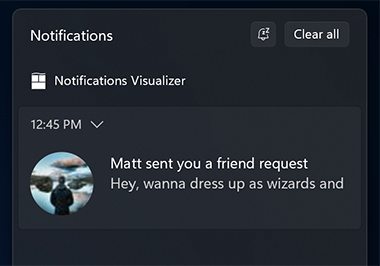 Notifications
Clear all
Notifications Visualizer
12:45 PM
Matt sent you a friend request
Hey, wanna dress up as wizards and